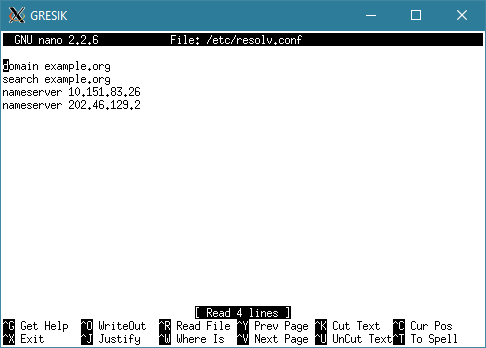 GRESIK
GNU nano 2.2.6 File: /etc/resolv.conf
domain example.org
search example.org
nameserver 10.151.83.26
nameserver 202.46.129.2
[ Read 4 lines ]
^G Get Help ^O WriteOut ^R Read File ^Y Prev Page ^K Cut Text ^C Cur Pos
^X Exit ^J Justify ^W Where Is ^V Next Page ^U UnCut Text ^T To Spell